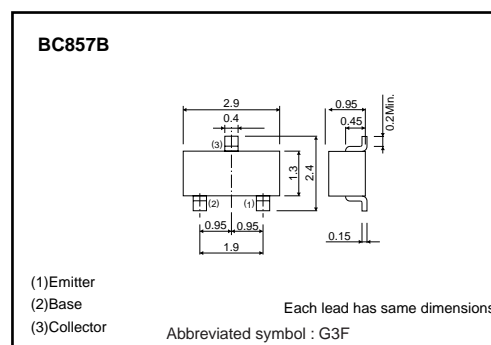 BC857B
2.9
0.4
(3)
0.95
0.45
0.2Min.
1.3
2.4
(2)
(1)
0.95
0.95
1.9
0.15
(1)Emitter
(2)Base
(3)Collector
Each lead has same dimensions
Abbreviated symbol : G3F